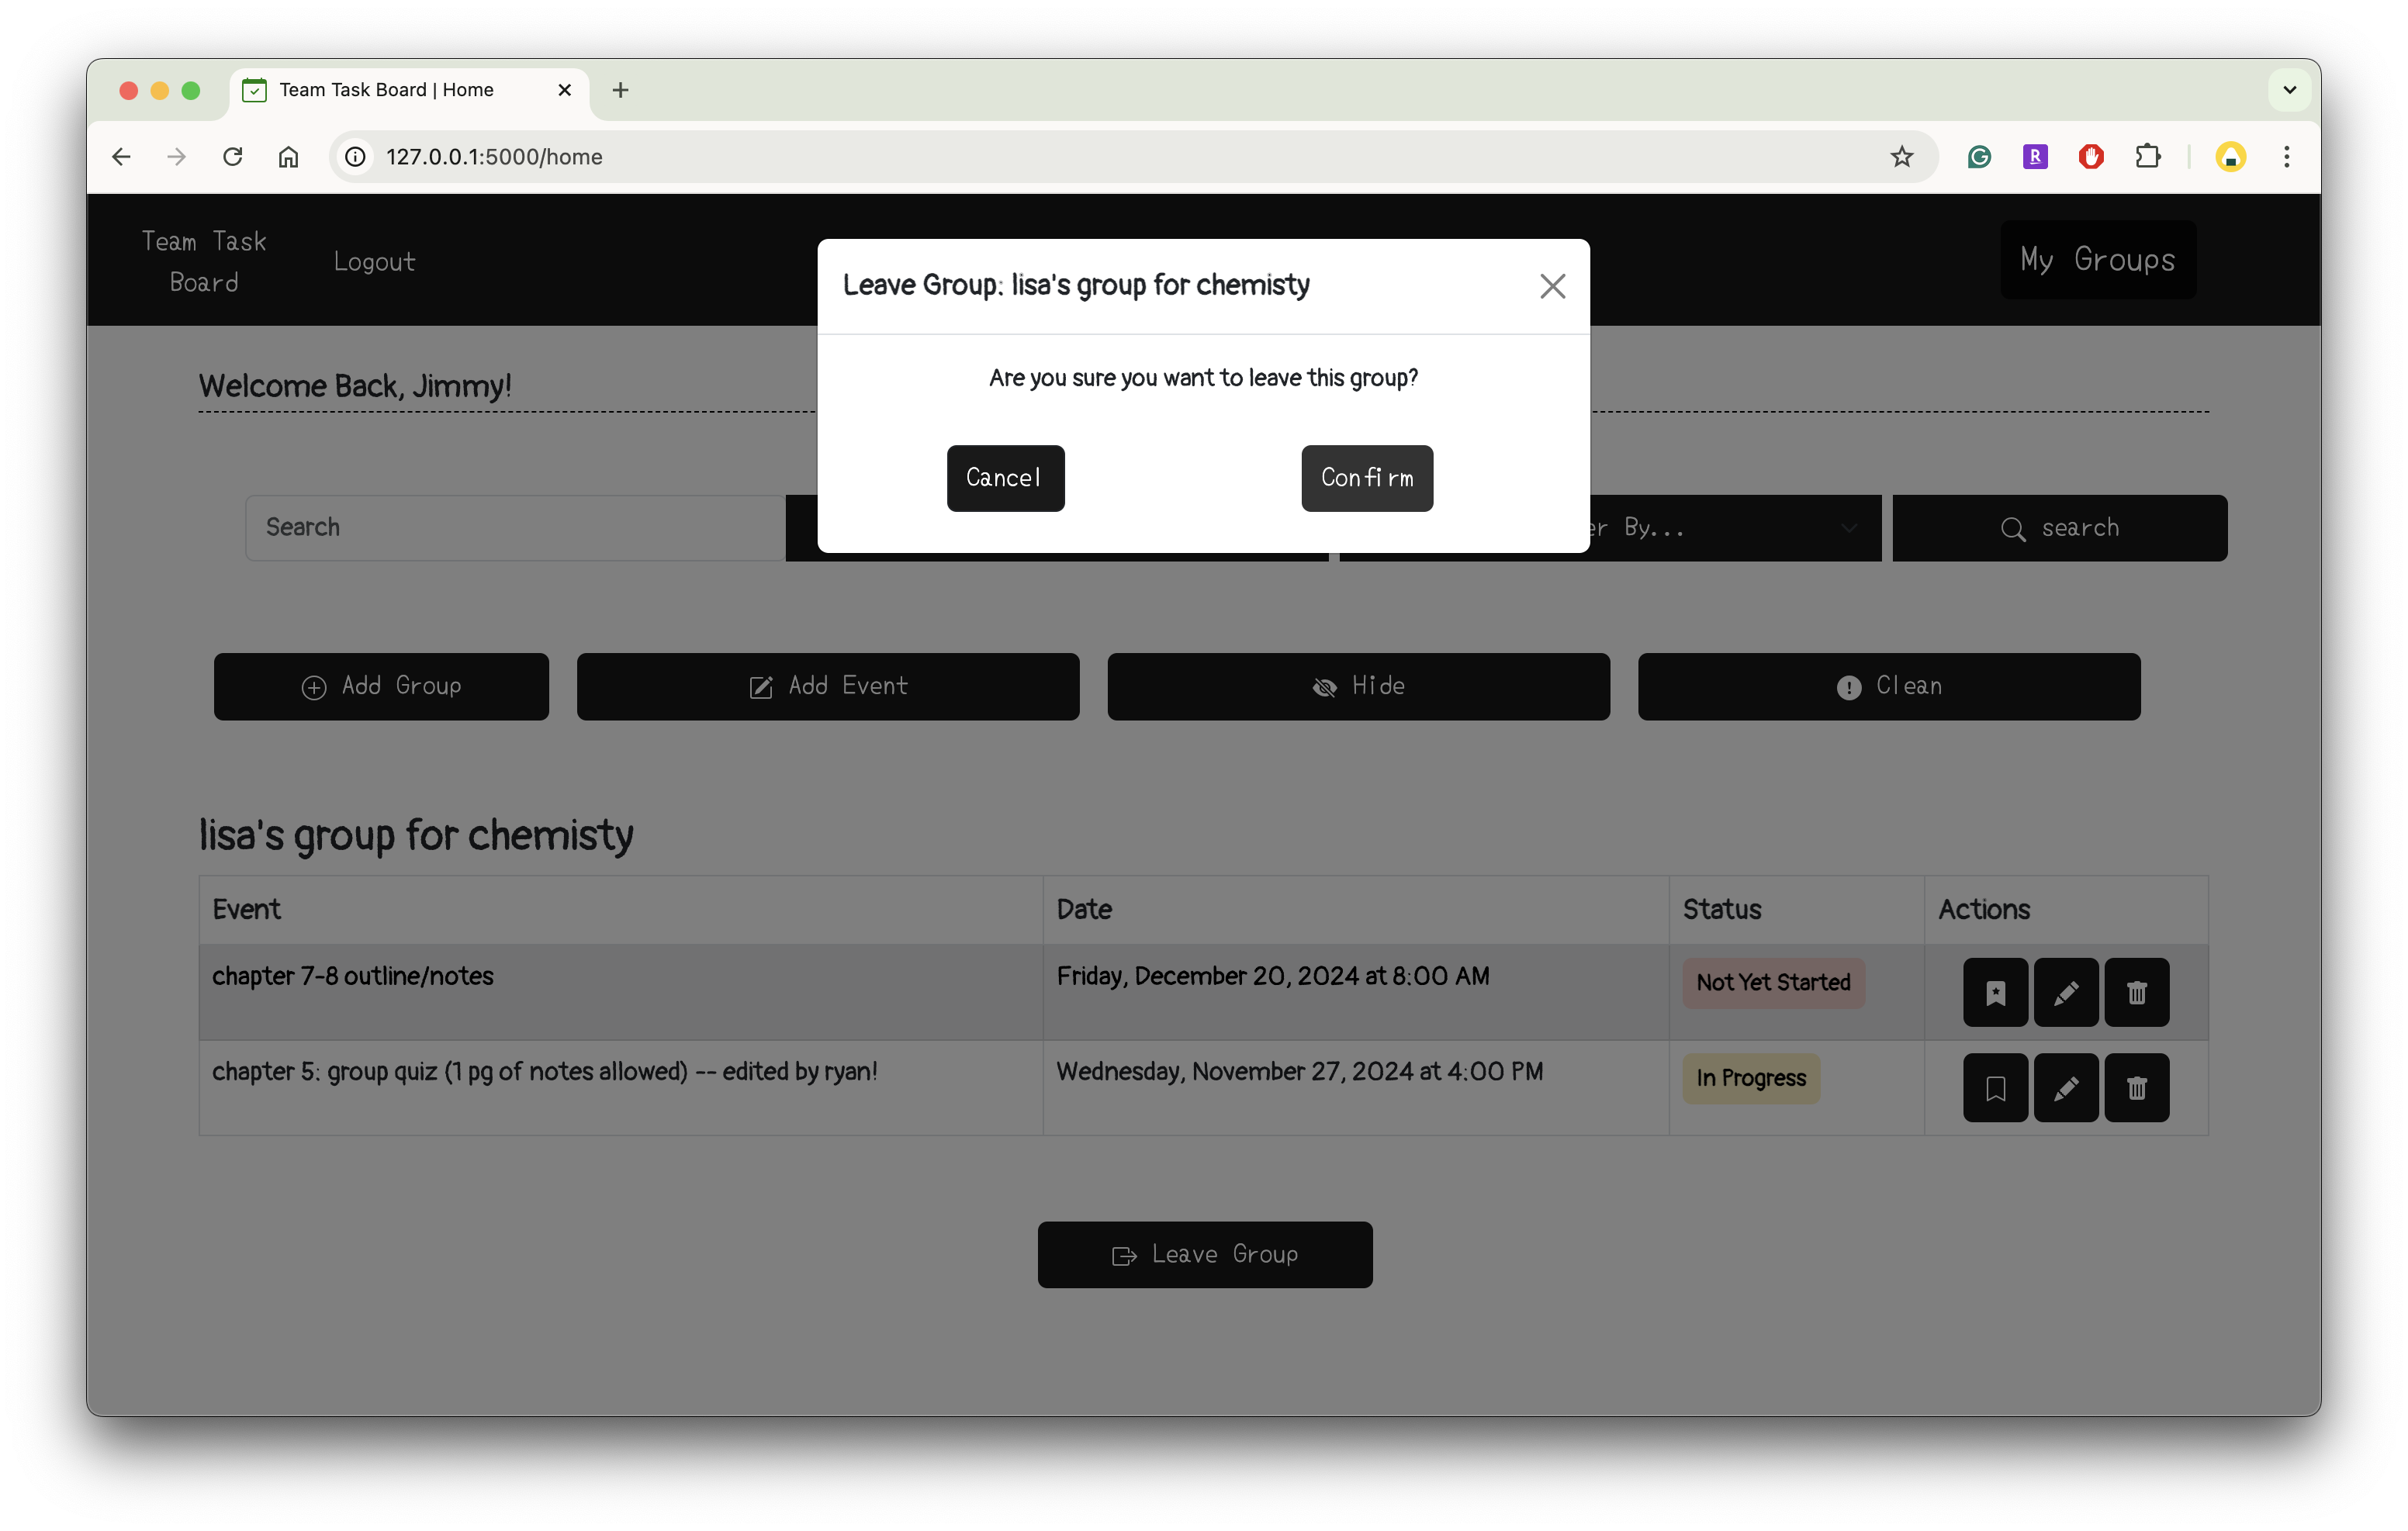 Team Task Board | Home
127.0.0.1:5000/home
Team Task
Board
Logout
My Groups
Leave Group: lisa's group for chemisty
Are you sure you want to leave this group?
Cancel
Confirm
Welcome Back, Jimmy!
Search
By...
search
Add Group
Add Event
Hide
Clean
lisa's group for chemisty
Event Date Status Actions
chapter 7-8 outline/notes Friday, December 20, 2024 at 8:00 AM Not Yet Started
chapter 5: group quiz (1 pg of notes allowed) -- edited by ryan! Wednesday, November 27, 2024 at 4:00 PM In Progress
Leave Group